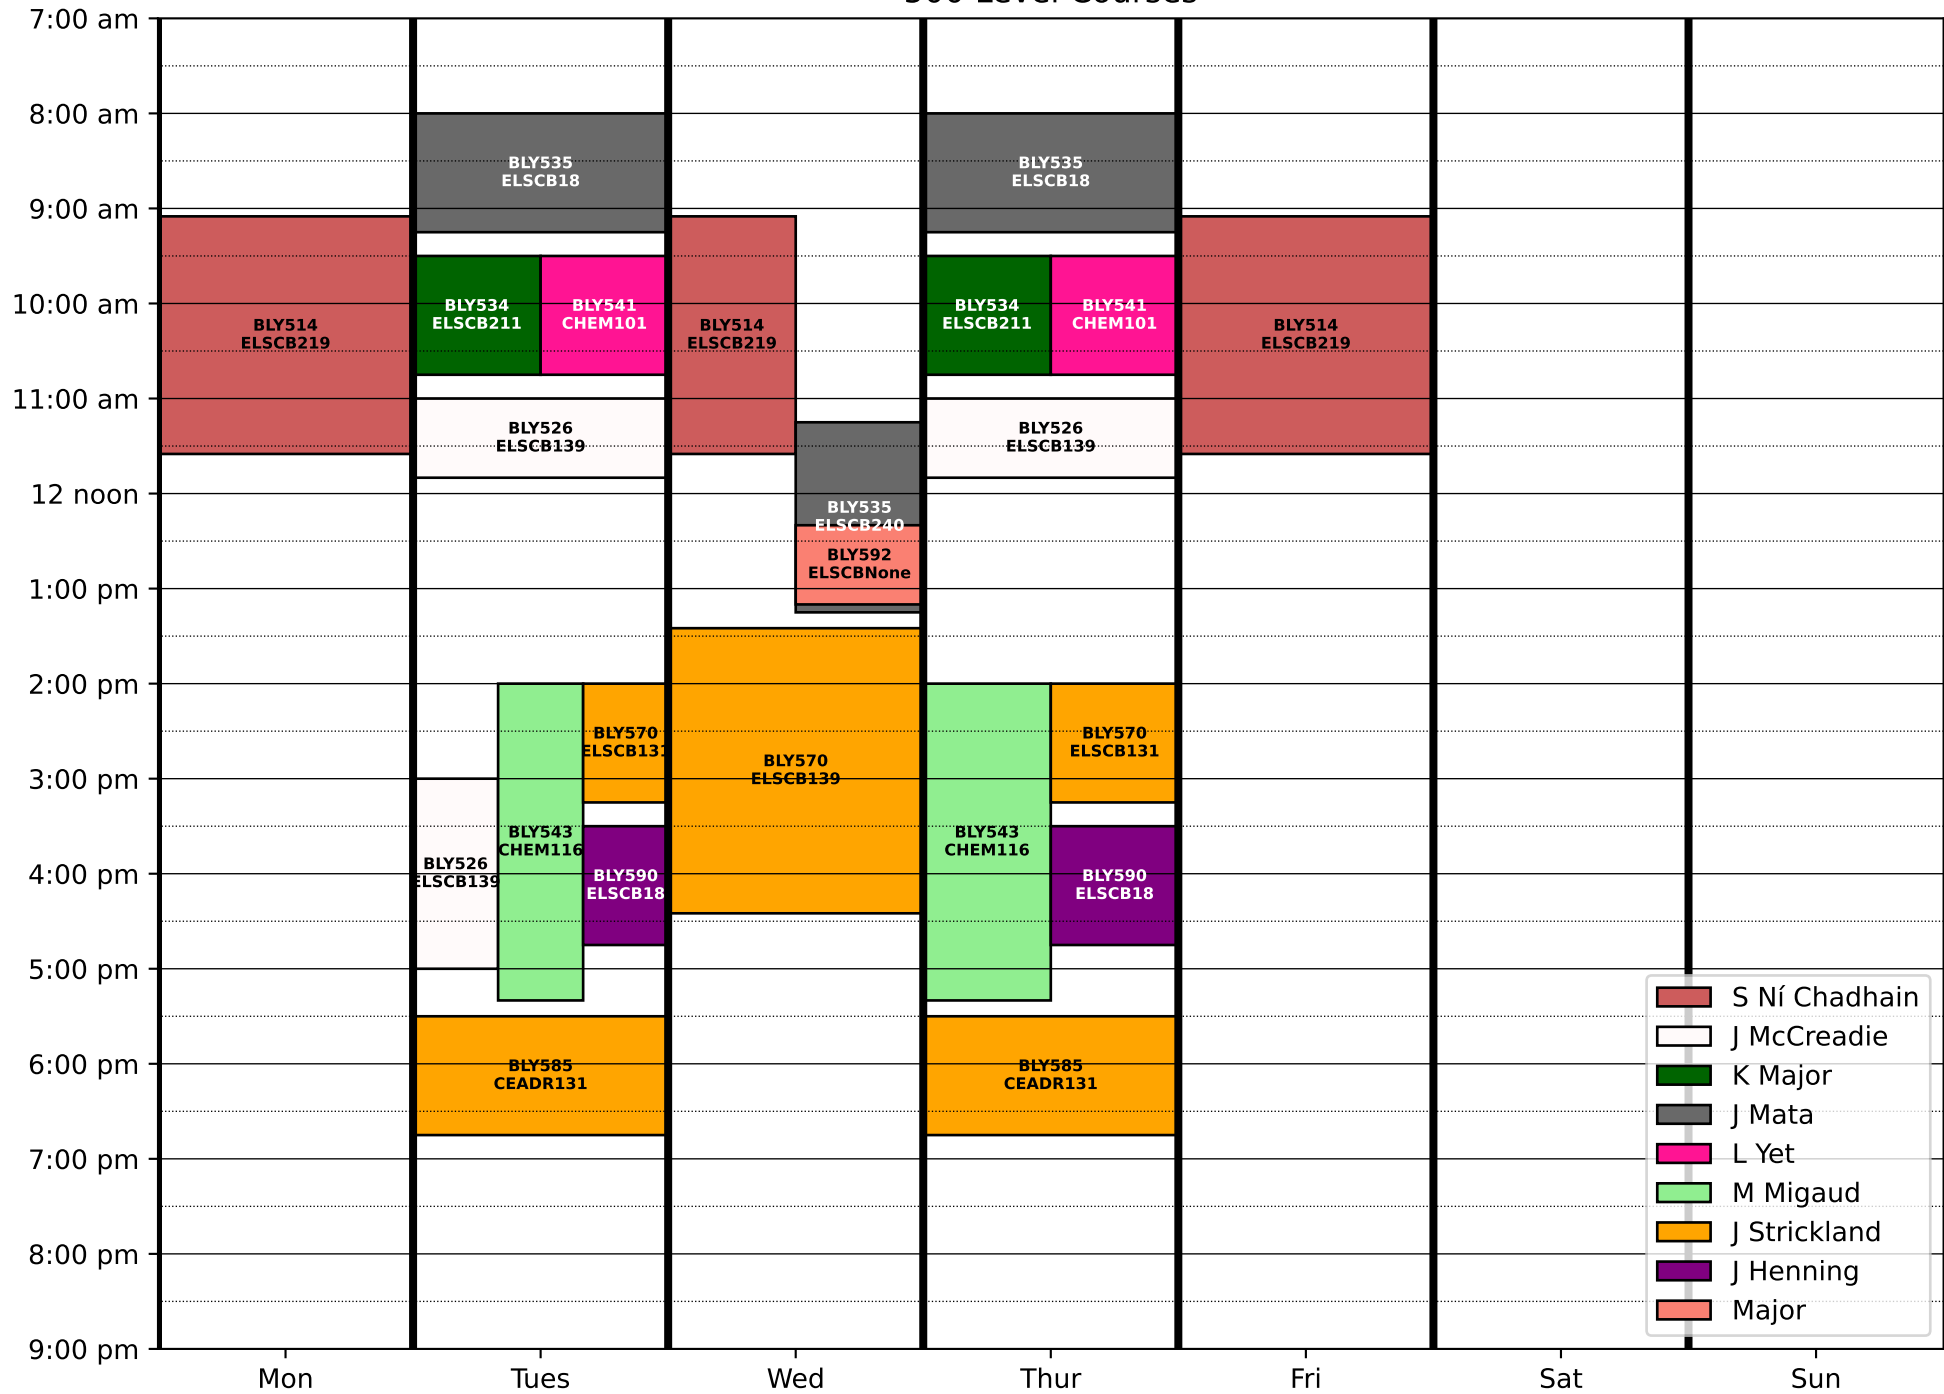 500 Level Courses
7:00 am
8:00 am
9:00 am
10:00 am
11:00 am
12 noon
1:00 pm
2:00 pm
3:00 pm
4:00 pm
5:00 pm
6:00 pm
7:00 pm
8:00 pm
9:00 pm
BLY514
ELSCB219
BLY535
ELSCB18
BLY534
ELSCB211
BLY541
CHEM101
BLY526
ELSCB139
BLY570
ELSCB131
BLY543
CHEM116
BLY526
ELSCB139
BLY590
ELSCB18
BLY585
CEADR131
BLY514
ELSCB219
BLY535
ELSCB240
BLY592
ELSCBNone
BLY570
ELSCB139
BLY535
ELSCB18
BLY534
ELSCB211
BLY541
CHEM101
BLY526
ELSCB139
BLY570
ELSCB131
BLY543
CHEM116
BLY590
ELSCB18
BLY585
CEADR131
BLY514
ELSCB219
S Ní Chadhain
J McCreadie
K Major
J Mata
L Yet
M Migaud
J Strickland
J Henning
Major
Mon Tues Wed Thur Fri Sat Sun